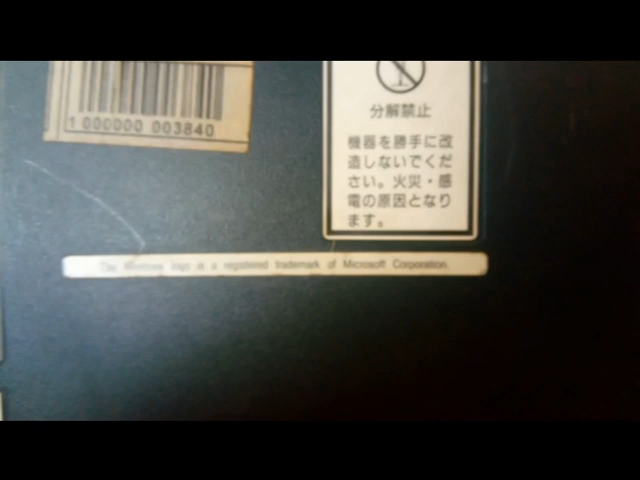 1 000000 003840
分解禁止
機器を勝手に改
造しないでくだ
さい。火災・感
電の原因となり
ます。
The Windows logo is a registered trademark of Microsoft Corporation.